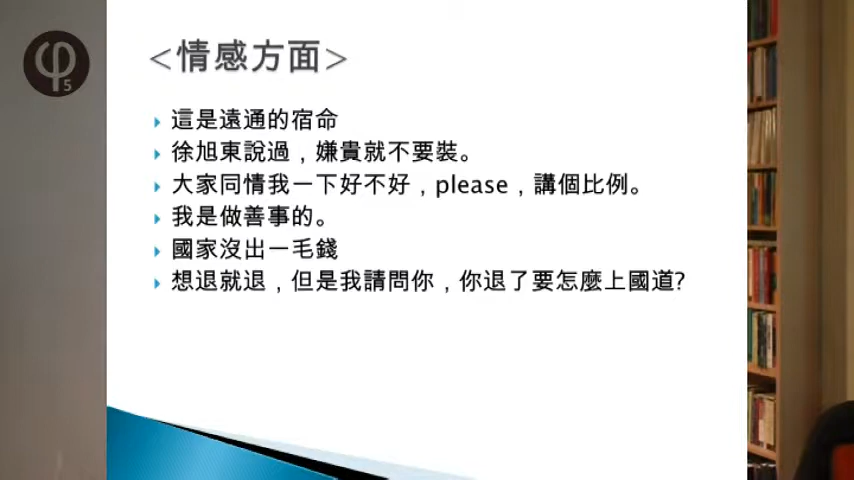 φ5
<情感方面>
這是遠通的宿命
徐旭東說過，嫌貴就不要裝。
大家同情我一下好不好，please，講個比例。
我是做善事的。
國家沒出一毛錢
想退就退，但是我請問你，你退了要怎麼上國道?